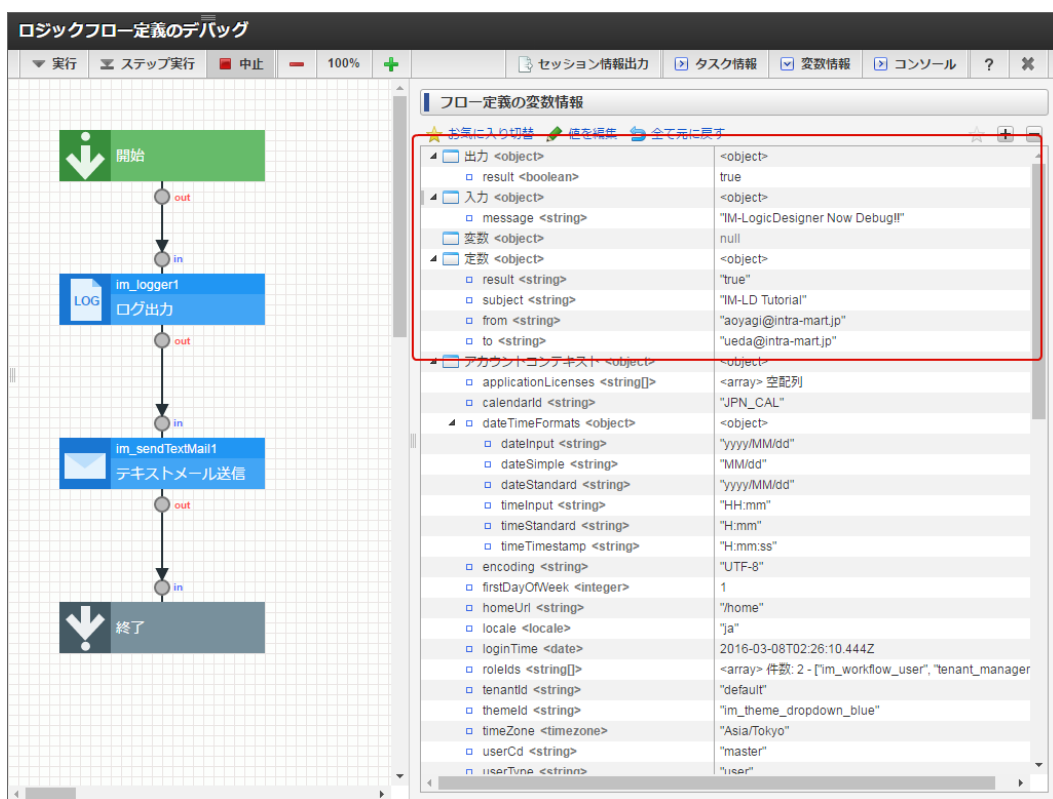 ロジックフロー定義のデバッグ
実行 ステップ実行 中止 100% セッション情報出力 タスク情報 変数情報 コンソール ?
開始
out
in
im_logger1
LOG
ログ出力
out
in
im_sendTextMail1
テキストメール送信
out
in
終了
フロー定義の変数情報
お気に入り切替 値を編集 全て元に戻す
出力 <object> <object>
result <boolean> true
入力 <object> <object>
message <string> "IM-LogicDesigner Now Debug!!"
変数 <object> null
定数 <object> <object>
result <string> "true"
subject <string> "IM-LD Tutorial"
from <string> "aoyagi@intra-mart.jp"
to <string> "ueda@intra-mart.jp"
アカウントコンテキスト <object> <object>
applicationLicenses <string[]> <array> 空配列
calendarId <string> "JPN_CAL"
dateTimeFormats <object> <object>
dateInput <string> "yyyy/MM/dd"
dateSimple <string> "MM/dd"
dateStandard <string> "yyyy/MM/dd"
timeInput <string> "HH:mm"
timeStandard <string> "H:mm"
timeTimestamp <string> "H:mm:ss"
encoding <string> "UTF-8"
firstDayOfWeek <integer> 1
homeUrl <string> "/home"
locale <locale> "ja"
loginTime <date> 2016-03-08T02:26:10.444Z
roleIds <string[]> <array> 件数: 2 - ["im_workflow_user", "tenant_manager
tenantId <string> "default"
themeId <string> "im_theme_dropdown_blue"
timeZone <timezone> "Asia/Tokyo"
userCd <string> "master"
userType <string> "user"